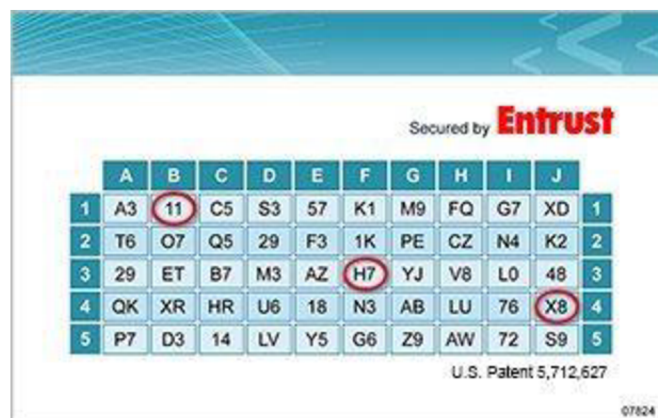 Secured by Entrust
A B C D E F G H I J
1 A3 11 C5 S3 57 K1 M9 FQ G7 XD 1
2 T6 O7 Q5 29 F3 1K PE CZ N4 K2 2
3 29 ET B7 M3 AZ H7 YJ V8 L0 48 3
4 QK XR HR U6 18 N3 AB LU 76 X8 4
5 P7 D3 14 LV Y5 G6 Z9 AW 72 S9 5
U.S. Patent 5,712,627
07824